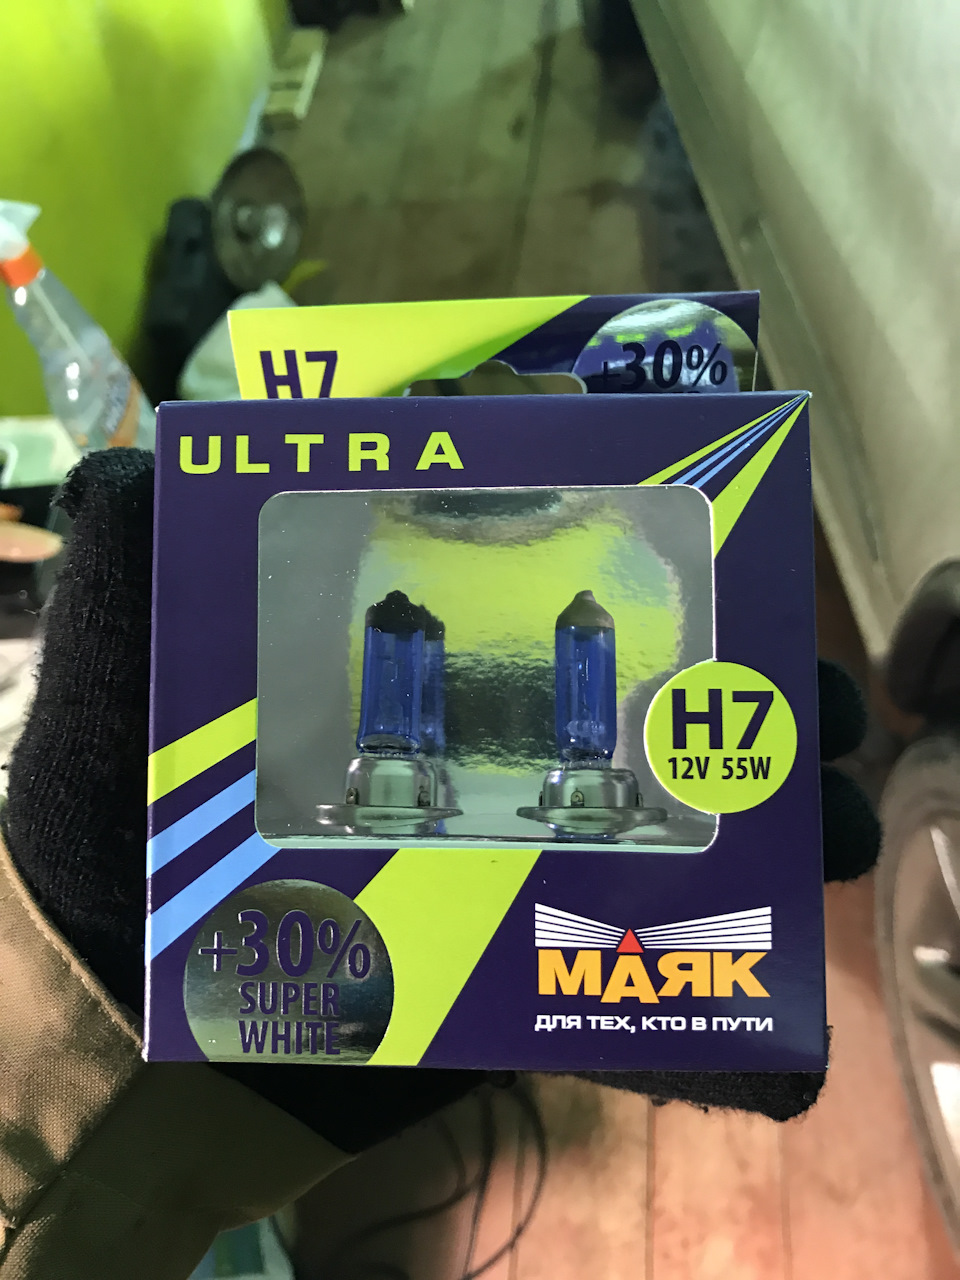 H7
+30%
ULTRA
H7
12V 55W
+30%
SUPER
WHITE
МАЯК
ДЛЯ ТЕХ, КТО В ПУТИ